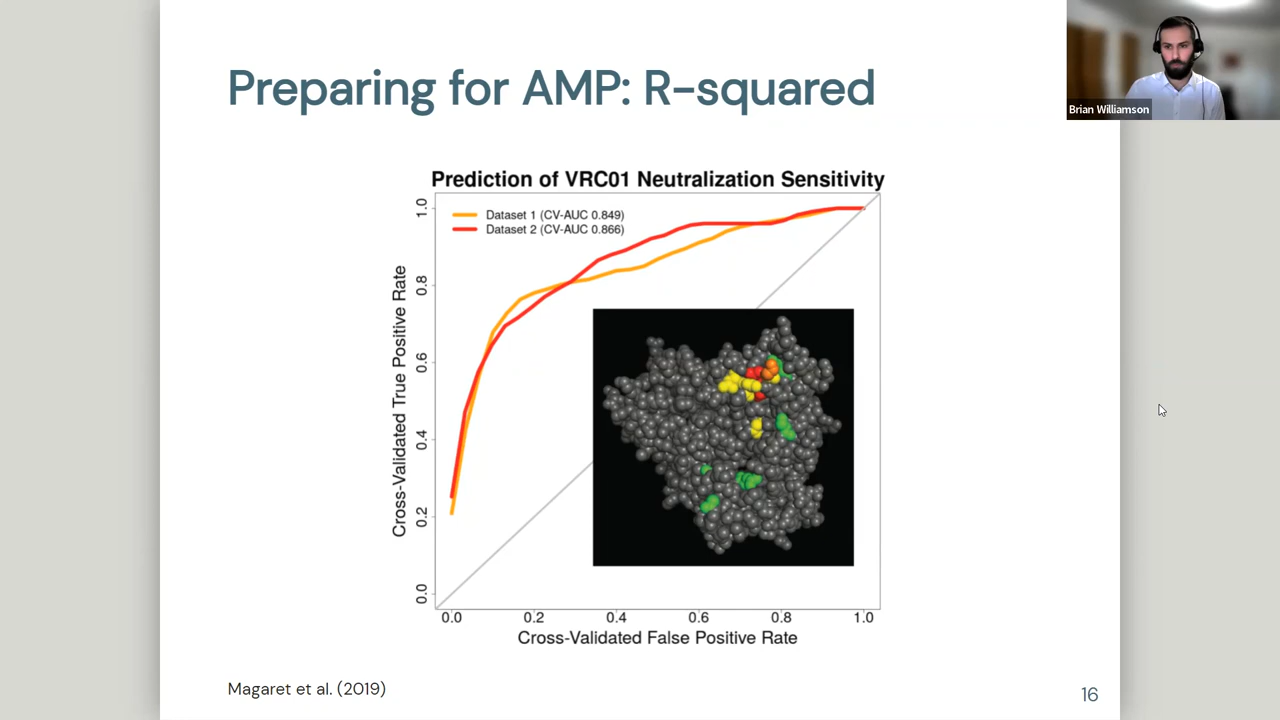 Preparing for AMP: R-squared
Brian Williamson
Prediction of VRC01 Neutralization Sensitivity
Dataset 1 (CV-AUC 0.849)
Dataset 2 (CV-AUC 0.866)
Cross-Validated True Positive Rate
1.0
0.8
0.6
0.4
0.2
0.0
0.0 0.2 0.4 0.6 0.8 1.0
Cross-Validated False Positive Rate
Magaret et al. (2019)
16